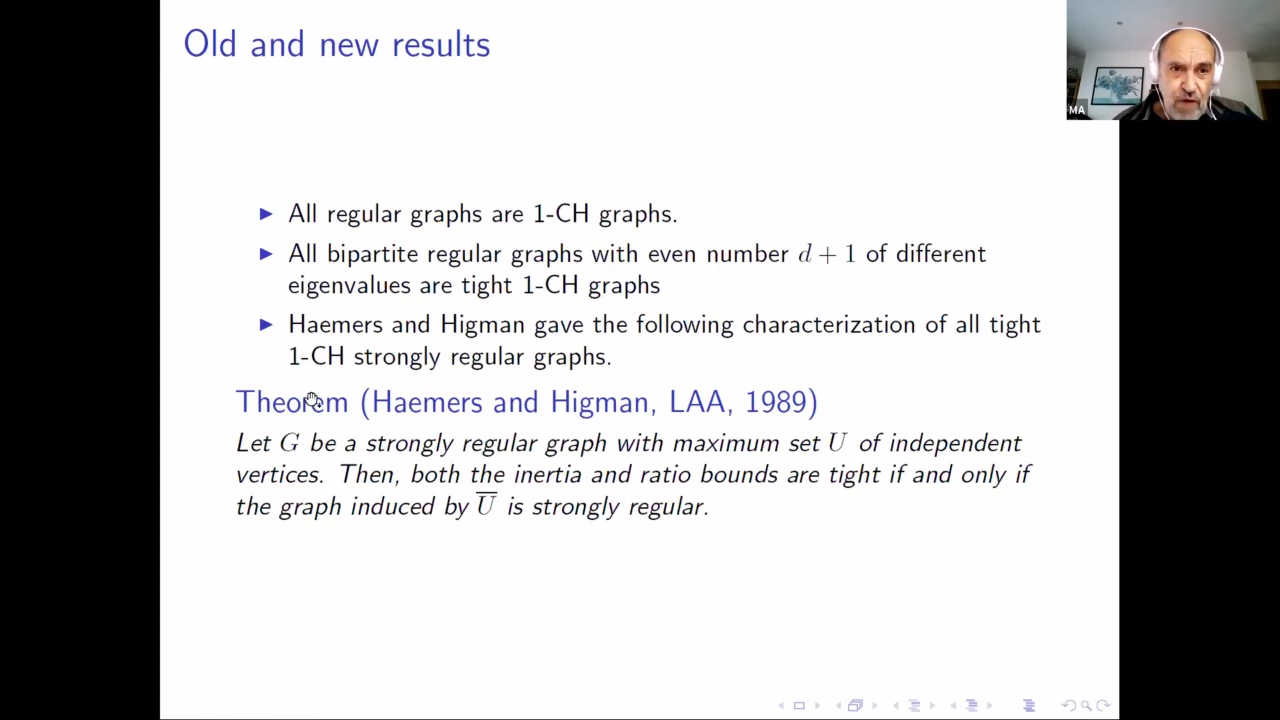 Old and new results
MA
▶ All regular graphs are 1-CH graphs.
▶ All bipartite regular graphs with even number d + 1 of different
eigenvalues are tight 1-CH graphs
▶ Haemers and Higman gave the following characterization of all tight
1-CH strongly regular graphs.
Theorem (Haemers and Higman, LAA, 1989)
Let G be a strongly regular graph with maximum set U of independent
vertices. Then, both the inertia and ratio bounds are tight if and only if
the graph induced by U̅ is strongly regular.